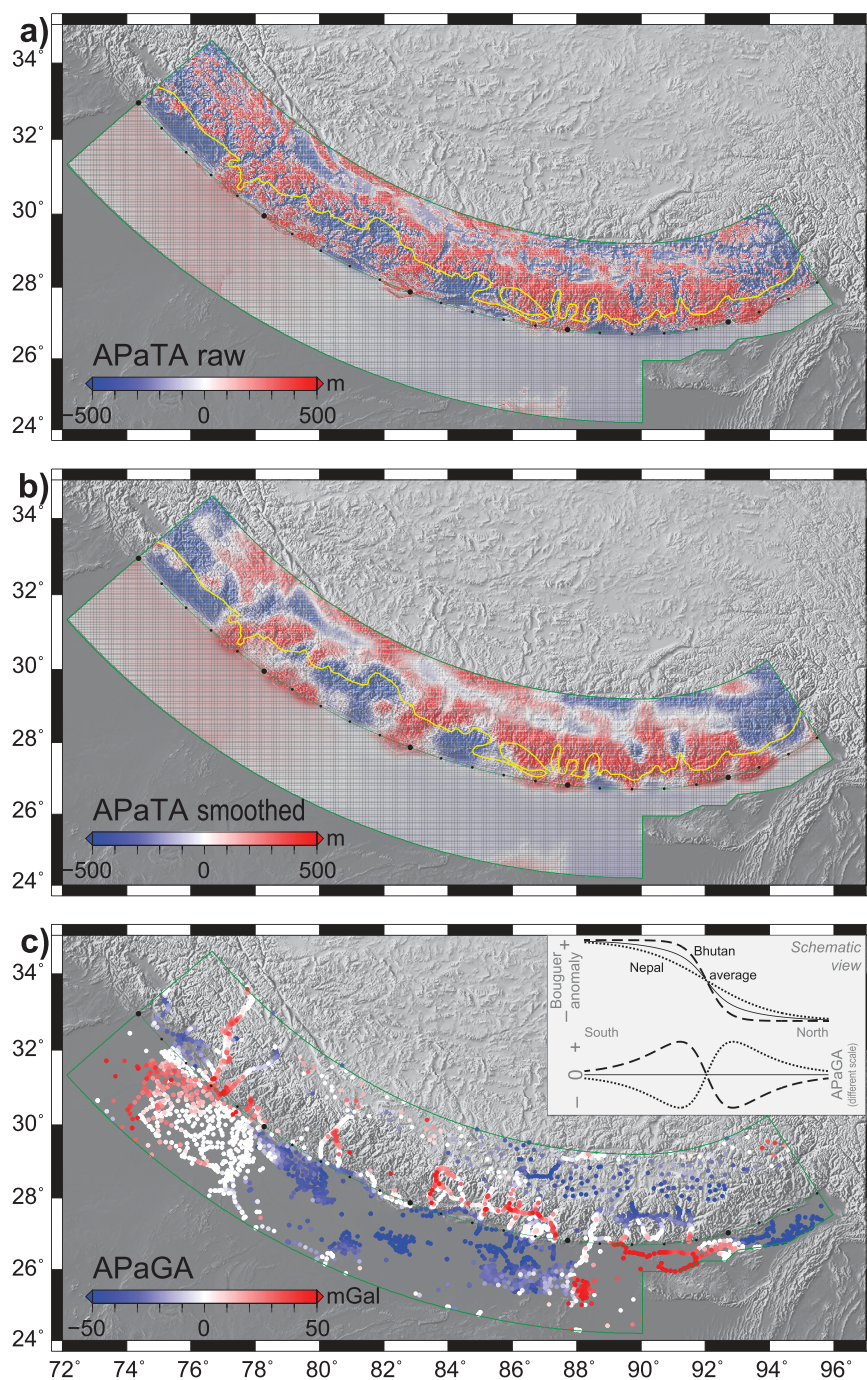 a)
34°
32°
30°
28°
26°
24°
APaTA raw
m
−500 0 500
b)
34°
32°
30°
28°
26°
24°
APaTA smoothed
m
−500 0 500
c)
34°
32°
30°
28°
26°
24°
Schematic view
Bouguer anomaly
− +
Bhutan
Nepal
average
South
North
− 0 +
APaGA
(different scale)
APaGA
mGal
−50 0 50
72° 74° 76° 78° 80° 82° 84° 86° 88° 90° 92° 94° 96°